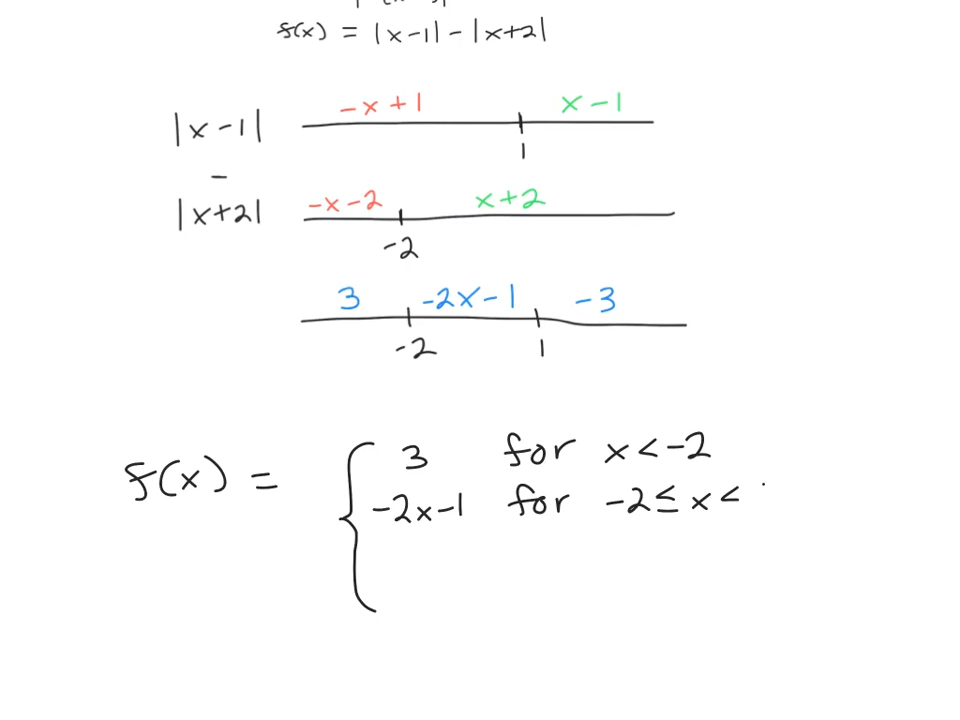 f(x) = |x-1| - |x+2|
-x+1 x-1
|x-1|
1
-
-x-2 x+2
|x+2|
-2
3 -2x-1 -3
-2 1
3 for x<-2
f(x) =
-2x-1 for -2≤x<